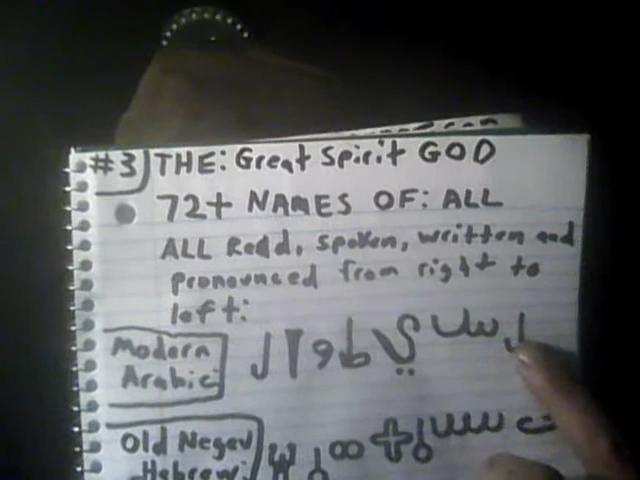 #3) THE: Great Spirit GOD
72+ NAMES OF: ALL
ALL Read, spoken, written and
pronounced from right to
left:
Modern
Arabic
س ي ط و ا ل
Old Negev
Hebrew: